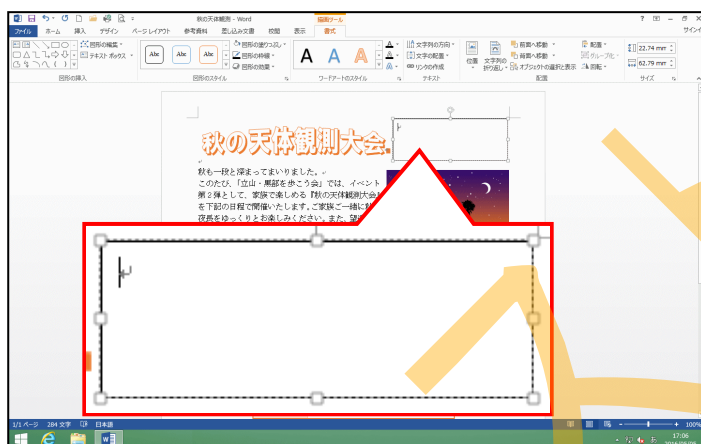 秋の天体観測 - Word
描画ツール
サイン
ファイル ホーム 挿入 デザイン ページレイアウト 参考資料 差し込み文書 校閲 表示 書式
図形の編集
テキスト ボックス
図形の挿入
Abc Abc Abc
図形の塗りつぶし
図形の枠線
図形の効果
図形のスタイル
A A A
ワードアートのスタイル
文字列の方向
文字の配置
リンクの作成
テキスト
位置
文字列の折り返し
前面へ移動
背面へ移動
オブジェクトの選択と表示
配置
グループ化
回転
配置
22.74 mm
62.79 mm
サイズ
秋の天体観測大会
秋も一段と深まってまいりました。
このたび、「立山・黒部を歩こう会」では、イベント
第2弾として、家族で楽しめる『秋の天体観測大会』
を下記の日程で開催いたします。ご家族ご一緒に
夜長をゆっくりとお楽しみください。また、
1/1 ページ 284 文字 日本語
100%
17:06